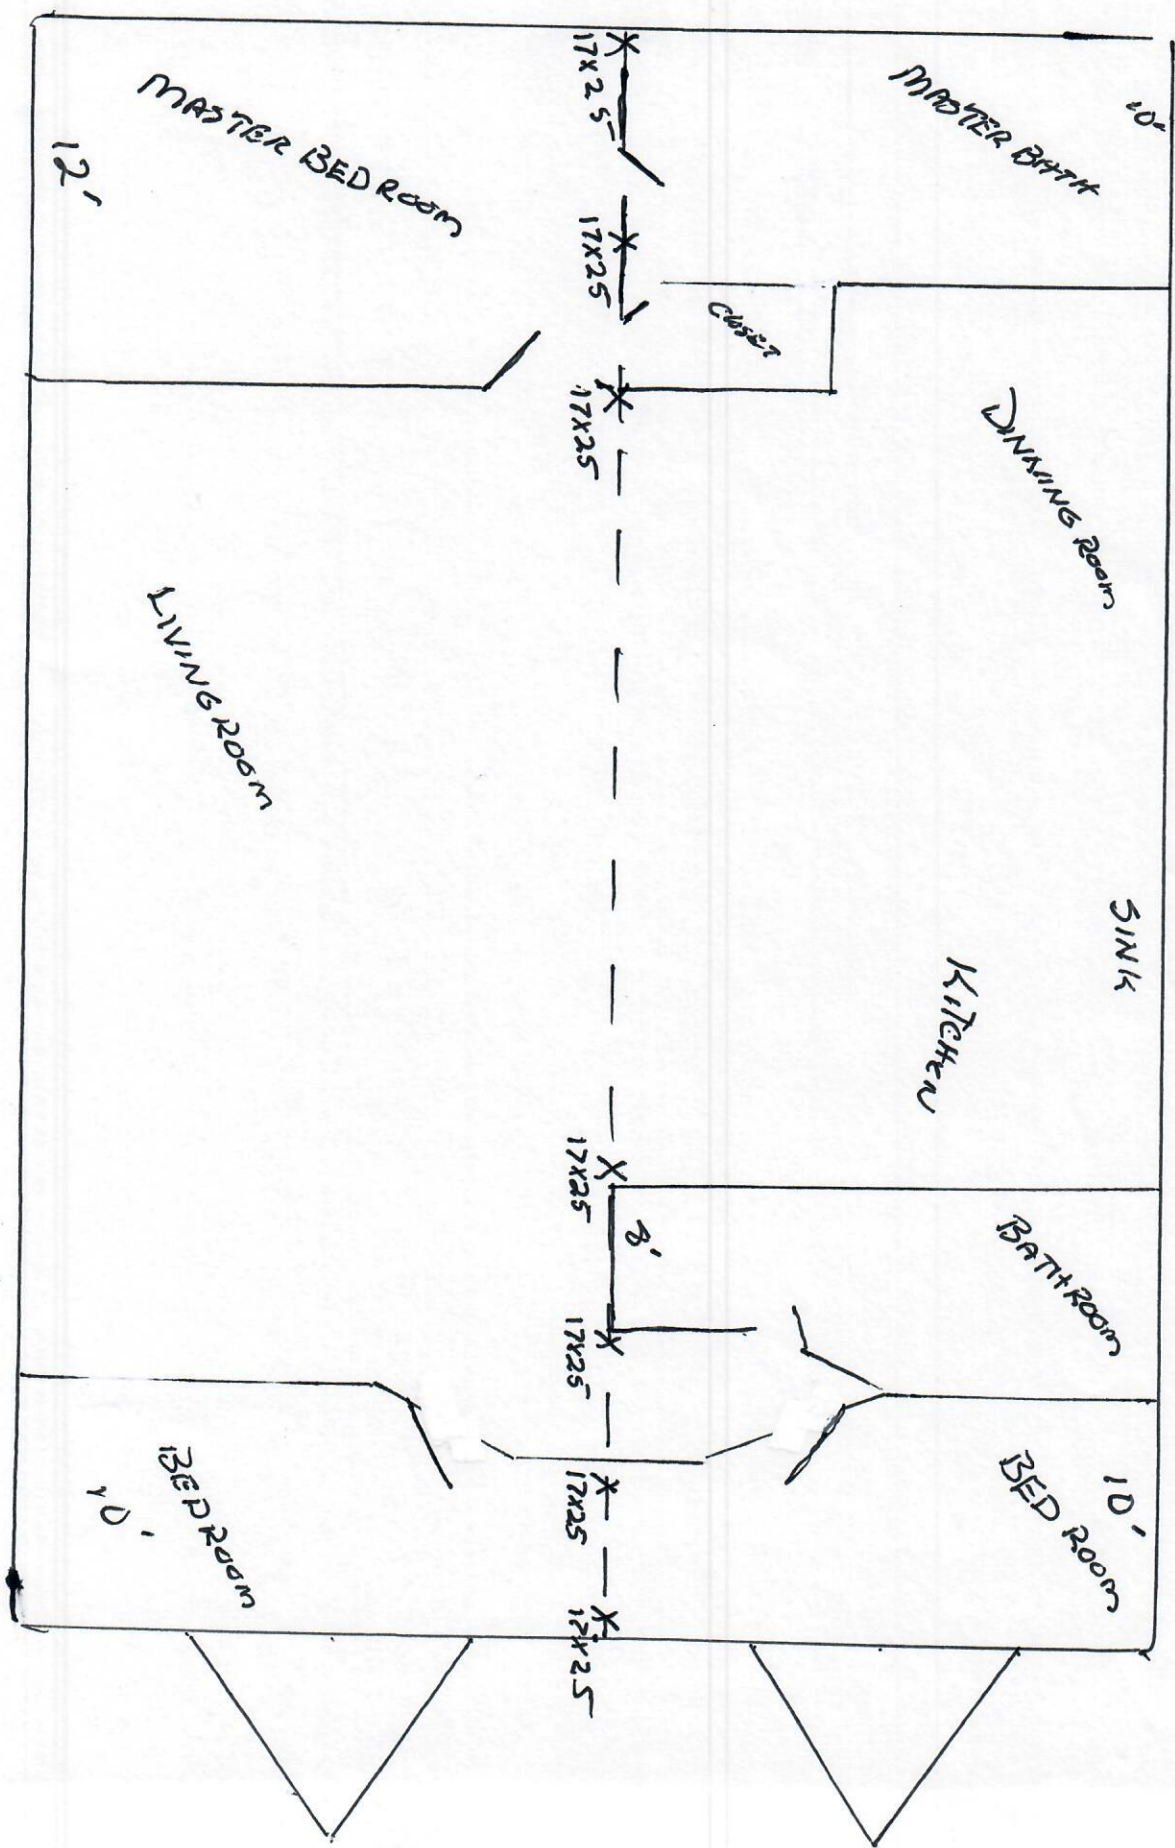 MASTER BATH
10'
17x25
MASTER BEDROOM
12'
17x25
CLOSET
17x25
DINNING ROOM
LIVING ROOM
SINK
KITCHEN
17x25
8'
BATHROOM
17x25
BEDROOM
10'
17x25
BED ROOM
10'
17x25